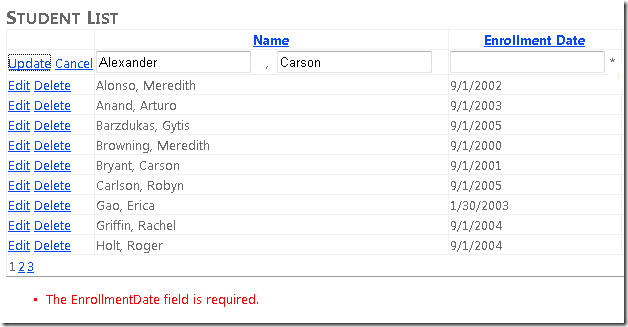 STUDENT LIST
Name Enrollment Date
Update Cancel Alexander , Carson *
Edit Delete Alonso, Meredith 9/1/2002
Edit Delete Anand, Arturo 9/1/2003
Edit Delete Barzdukas, Gytis 9/1/2005
Edit Delete Browning, Meredith 9/1/2000
Edit Delete Bryant, Carson 9/1/2001
Edit Delete Carlson, Robyn 9/1/2005
Edit Delete Gao, Erica 1/30/2003
Edit Delete Griffin, Rachel 9/1/2004
Edit Delete Holt, Roger 9/1/2004
1 2 3
• The EnrollmentDate field is required.